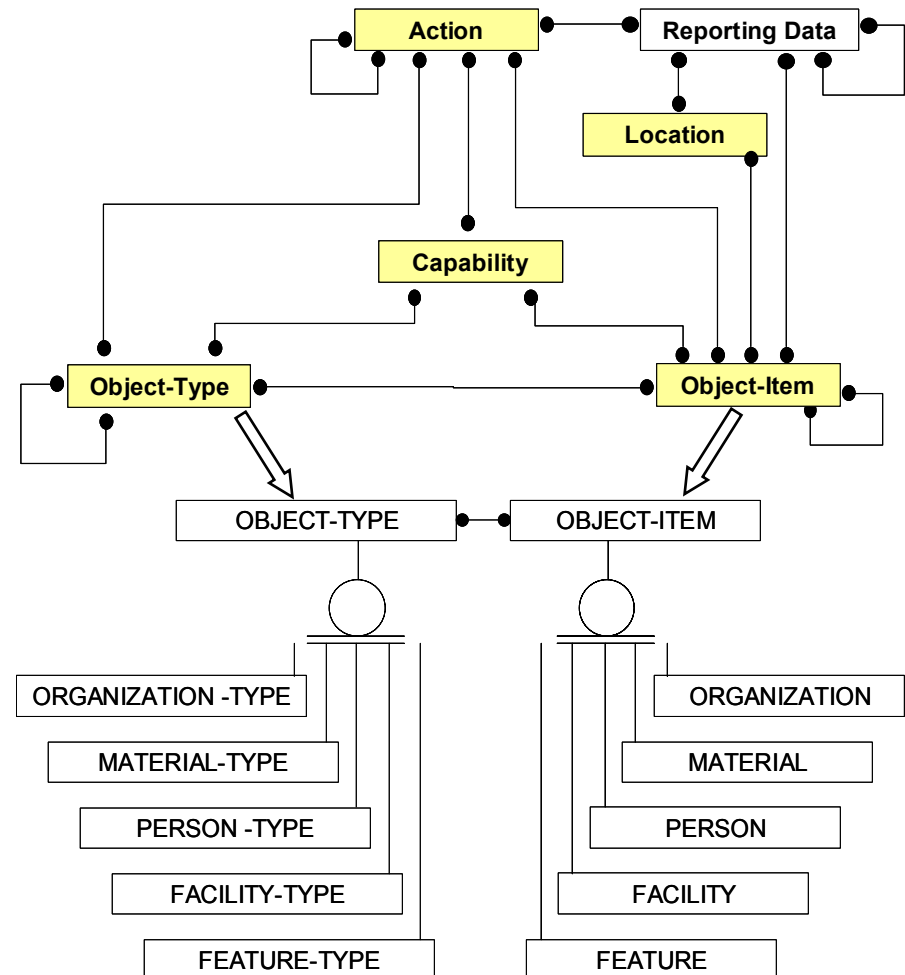 Action
Reporting Data
Location
Capability
Object-Type
Object-Item
OBJECT-TYPE
OBJECT-ITEM
ORGANIZATION -TYPE
ORGANIZATION
MATERIAL-TYPE
MATERIAL
PERSON -TYPE
PERSON
FACILITY-TYPE
FACILITY
FEATURE-TYPE
FEATURE